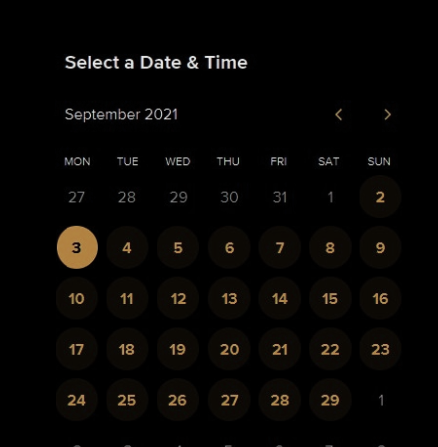 Select a Date & Time
September 2021
MON TUE WED THU FRI SAT SUN
27 28 29 30 31 1 2
3 4 5 6 7 8 9
10 11 12 13 14 15 16
17 18 19 20 21 22 23
24 25 26 27 28 29 1